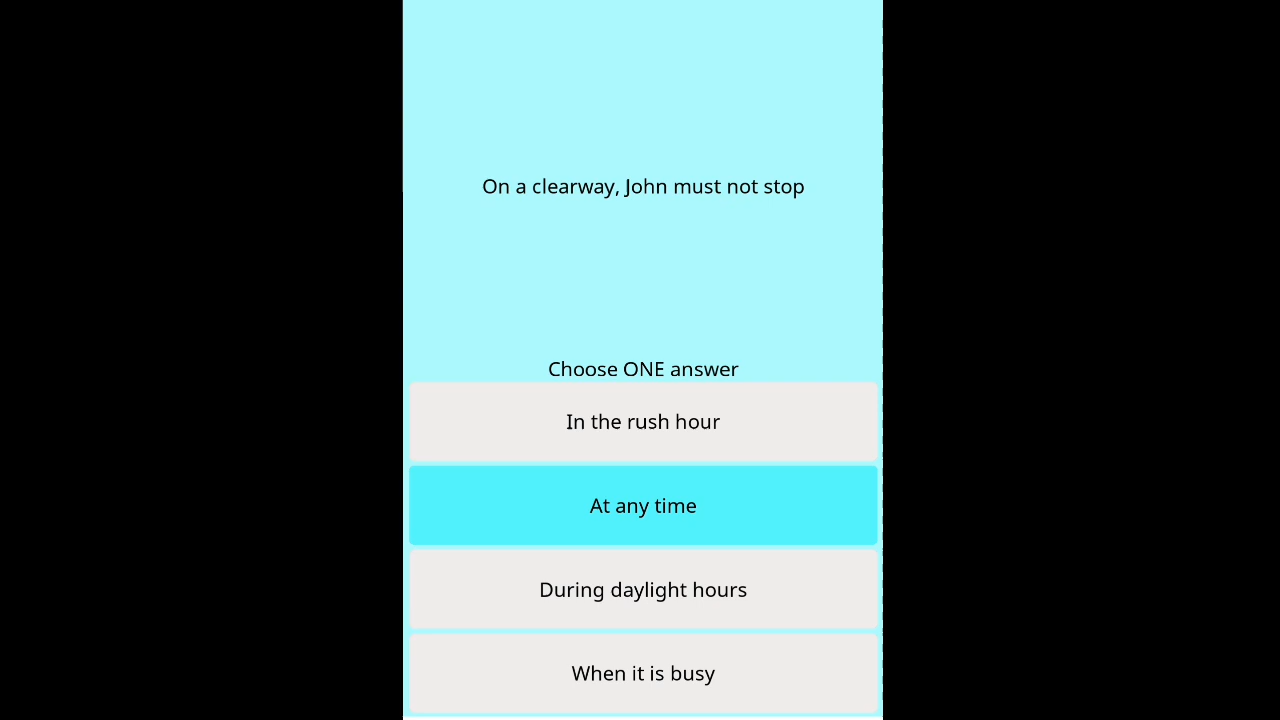 On a clearway, John must not stop
Choose ONE answer
In the rush hour
At any time
During daylight hours
When it is busy